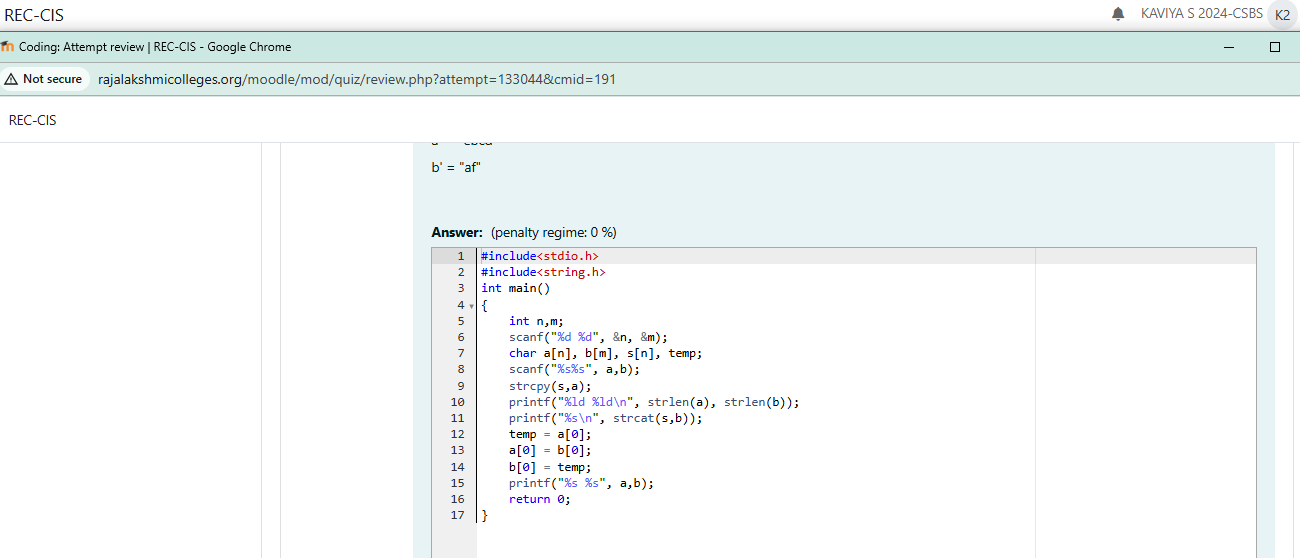 REC-CIS
KAVIYA S 2024-CSBS K2
Coding: Attempt review | REC-CIS - Google Chrome
Not secure rajalakshmicolleges.org/moodle/mod/quiz/review.php?attempt=133044&cmid=191
REC-CIS
b' = "af"
Answer: (penalty regime: 0 %)
1 #include<stdio.h>
2 #include<string.h>
3 int main()
4 {
5 int n,m;
6 scanf("%d %d", &n, &m);
7 char a[n], b[m], s[n], temp;
8 scanf("%s%s", a,b);
9 strcpy(s,a);
10 printf("%ld %ld\n", strlen(a), strlen(b));
11 printf("%s\n", strcat(s,b));
12 temp = a[0];
13 a[0] = b[0];
14 b[0] = temp;
15 printf("%s %s", a,b);
16 return 0;
17 }